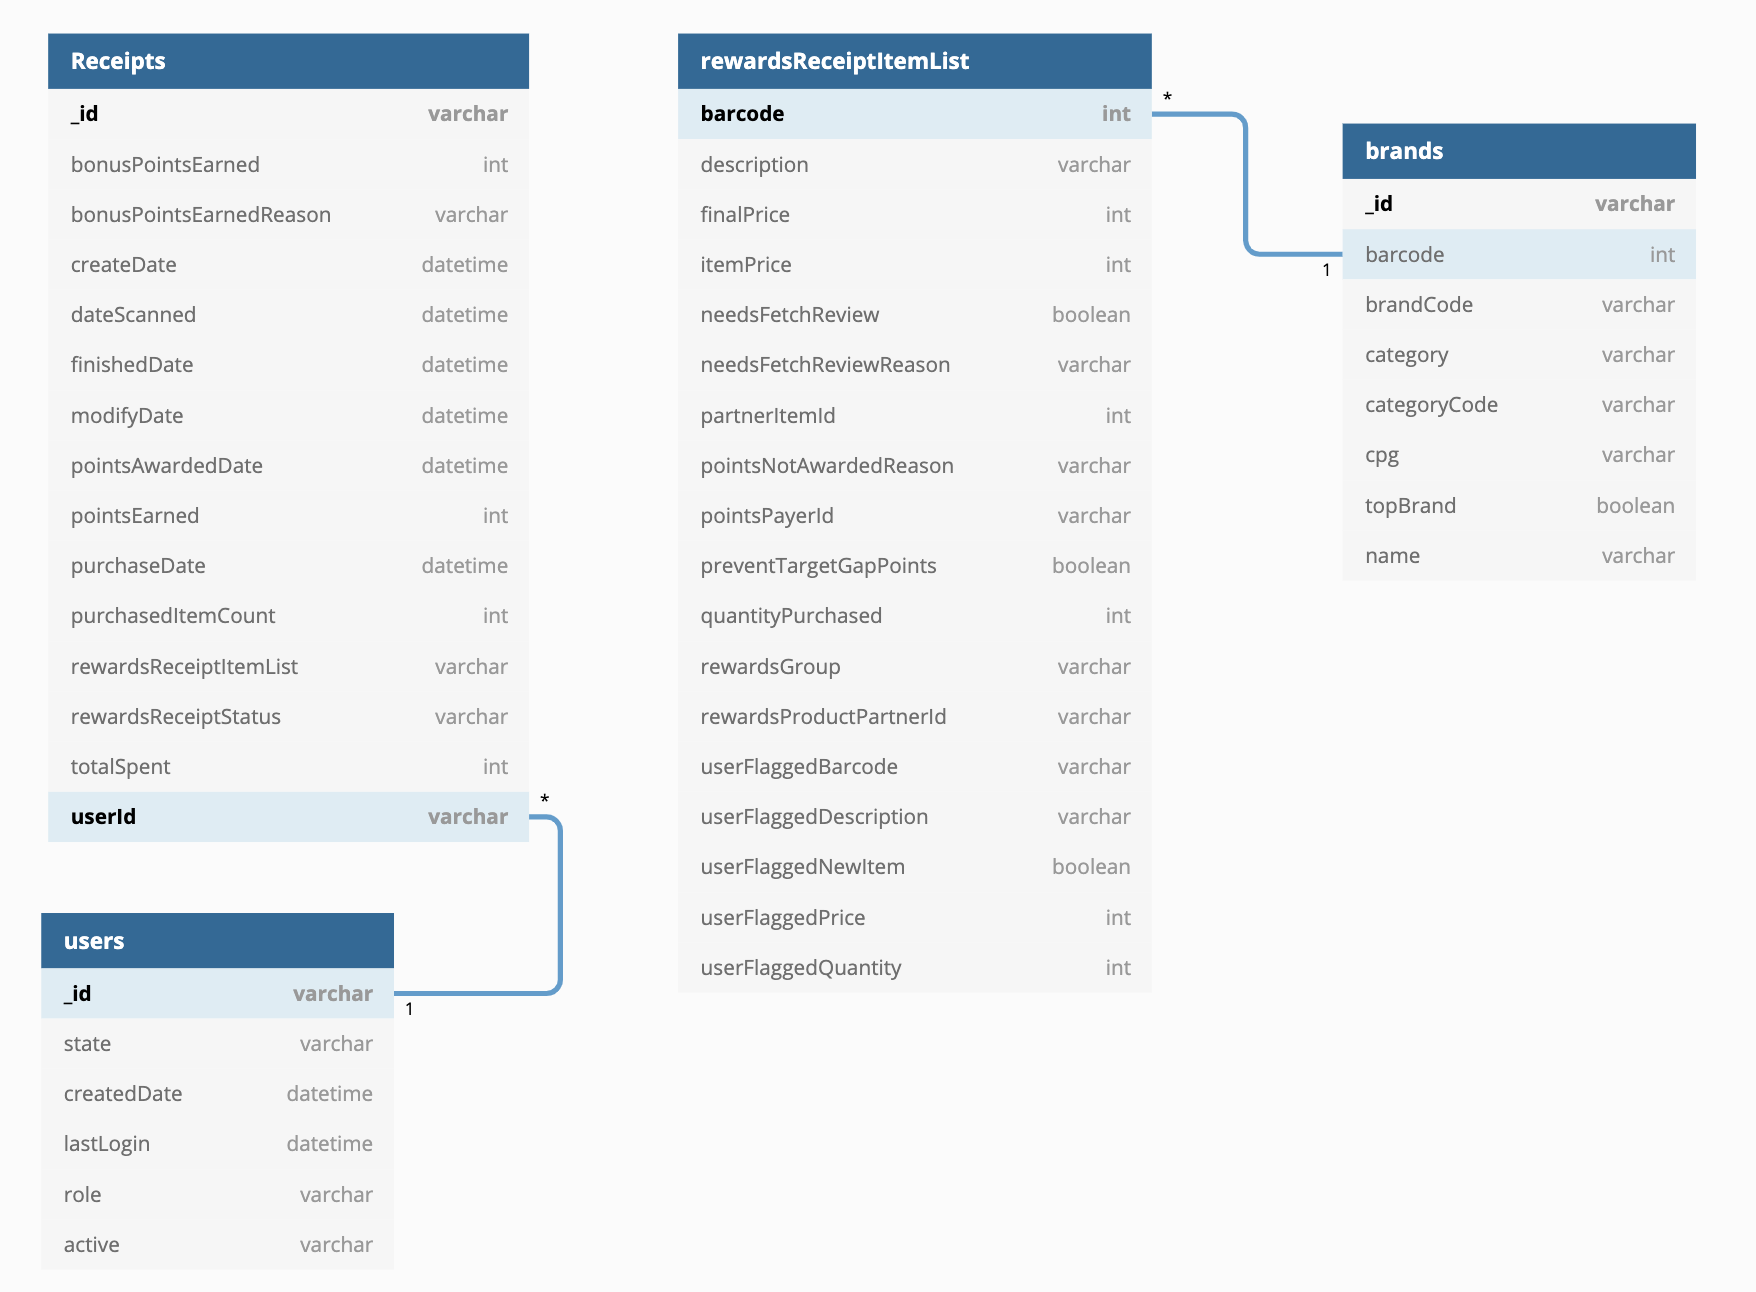 Receipts
_id varchar
bonusPointsEarned int
bonusPointsEarnedReason varchar
createDate datetime
dateScanned datetime
finishedDate datetime
modifyDate datetime
pointsAwardedDate datetime
pointsEarned int
purchaseDate datetime
purchasedItemCount int
rewardsReceiptItemList varchar
rewardsReceiptStatus varchar
totalSpent int
userId varchar
*
users
_id varchar
1
state varchar
createdDate datetime
lastLogin datetime
role varchar
active varchar
rewardsReceiptItemList
barcode int
*
description varchar
finalPrice int
itemPrice int
needsFetchReview boolean
needsFetchReviewReason varchar
partnerItemId int
pointsNotAwardedReason varchar
pointsPayerId varchar
preventTargetGapPoints boolean
quantityPurchased int
rewardsGroup varchar
rewardsProductPartnerId varchar
userFlaggedBarcode varchar
userFlaggedDescription varchar
userFlaggedNewItem boolean
userFlaggedPrice int
userFlaggedQuantity int
brands
_id varchar
barcode int
1
brandCode varchar
category varchar
categoryCode varchar
cpg varchar
topBrand boolean
name varchar